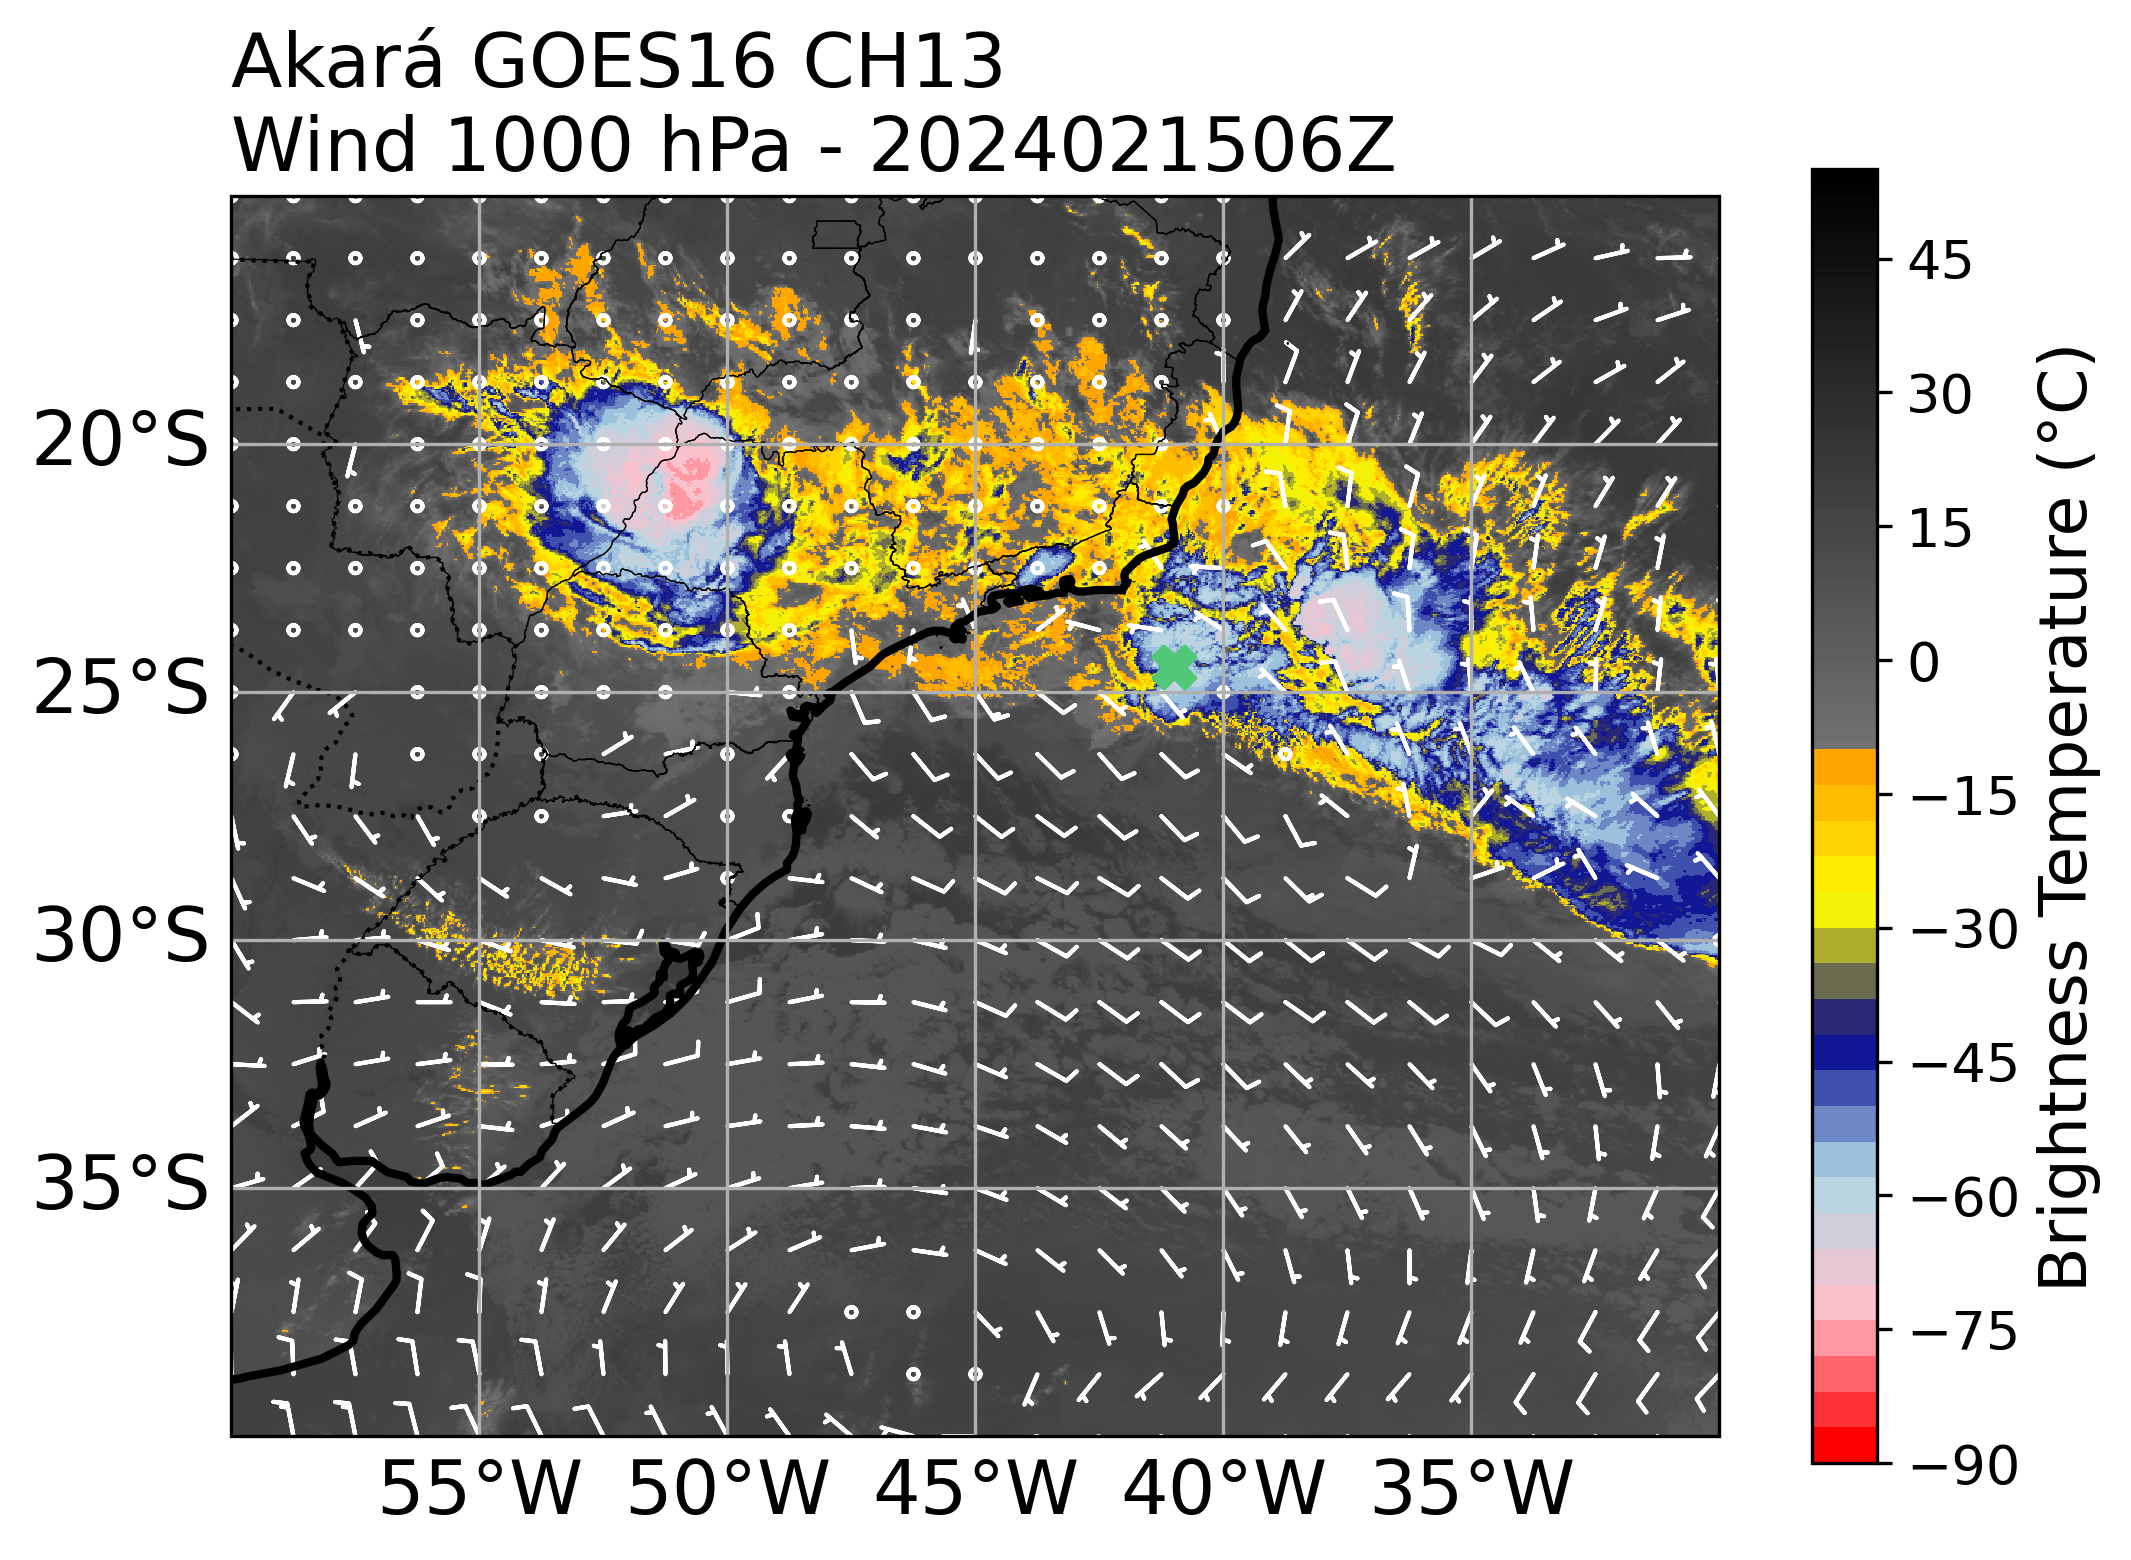 Akará GOES16 CH13
Wind 1000 hPa - 2024021506Z
20°S
25°S
30°S
35°S
55°W 50°W 45°W 40°W 35°W
45
30
15
0
−15
−30
−45
−60
−75
−90
Brightness Temperature (°C)